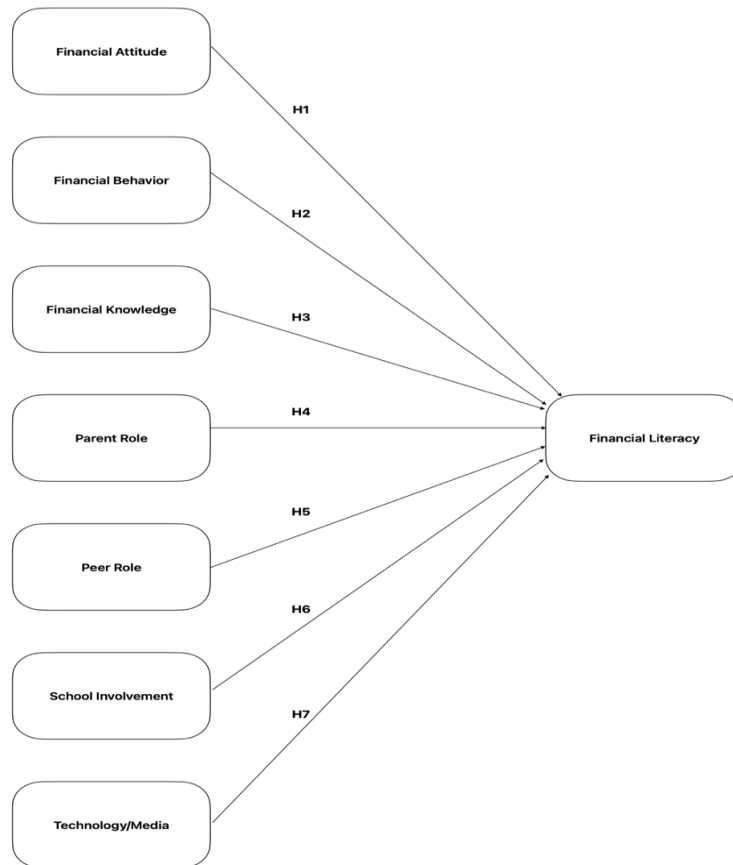 Financial Attitude
H1
Financial Behavior
H2
Financial Knowledge
H3
Parent Role
H4
Financial Literacy
Peer Role
H5
School Involvement
H6
Technology/Media
H7